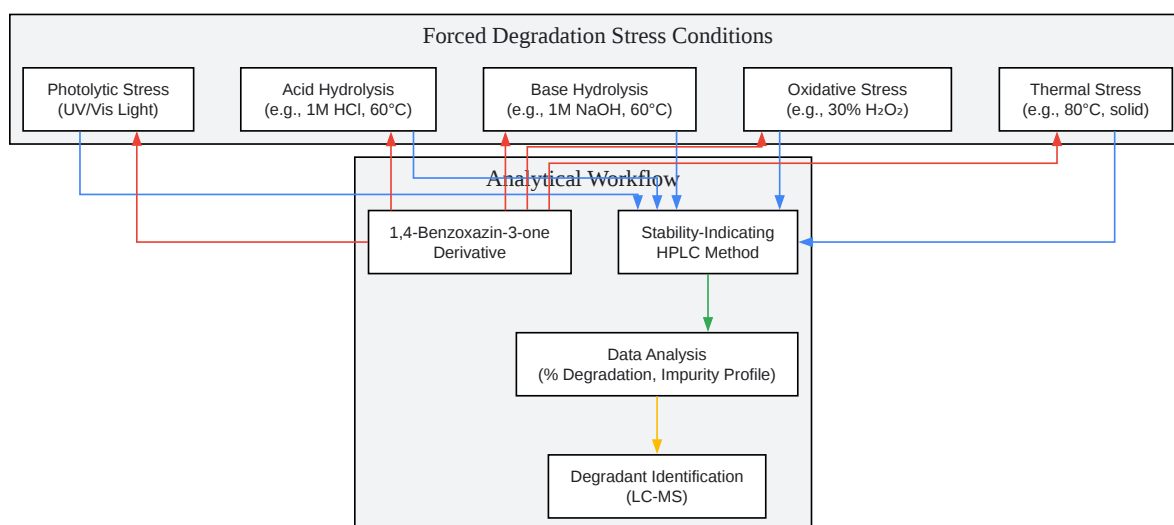 Forced Degradation Stress Conditions
Photolytic Stress
(UV/Vis Light)
Acid Hydrolysis
(e.g., 1M HCl, 60°C)
Base Hydrolysis
(e.g., 1M NaOH, 60°C)
Oxidative Stress
(e.g., 30% H₂O₂)
Thermal Stress
(e.g., 80°C, solid)
Analytical Workflow
1,4-Benzoxazin-3-one
Derivative
Stability-Indicating
HPLC Method
Data Analysis
(% Degradation, Impurity Profile)
Degradant Identification
(LC-MS)